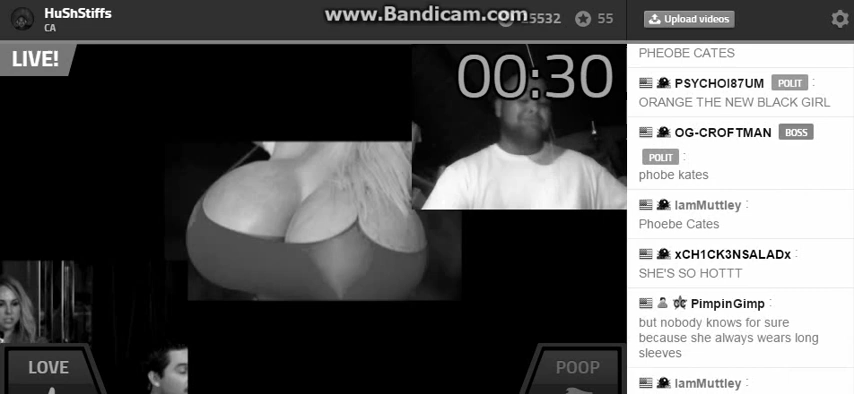 HuShStiffs
CA
www.Bandicam.com
25532
55
Upload videos
LIVE!
00:30
LOVE
POOP
PHEOBE CATES
PSYCHOI87UM POLIT :
ORANGE THE NEW BLACK GIRL
OG-CROFTMAN BOSS
POLIT :
phobe kates
IamMuttley :
Phoebe Cates
xCH1CK3NSALADx :
SHE'S SO HOTTT
PimpinGimp :
but nobody knows for sure
because she always wears long
sleeves
IamMuttley :